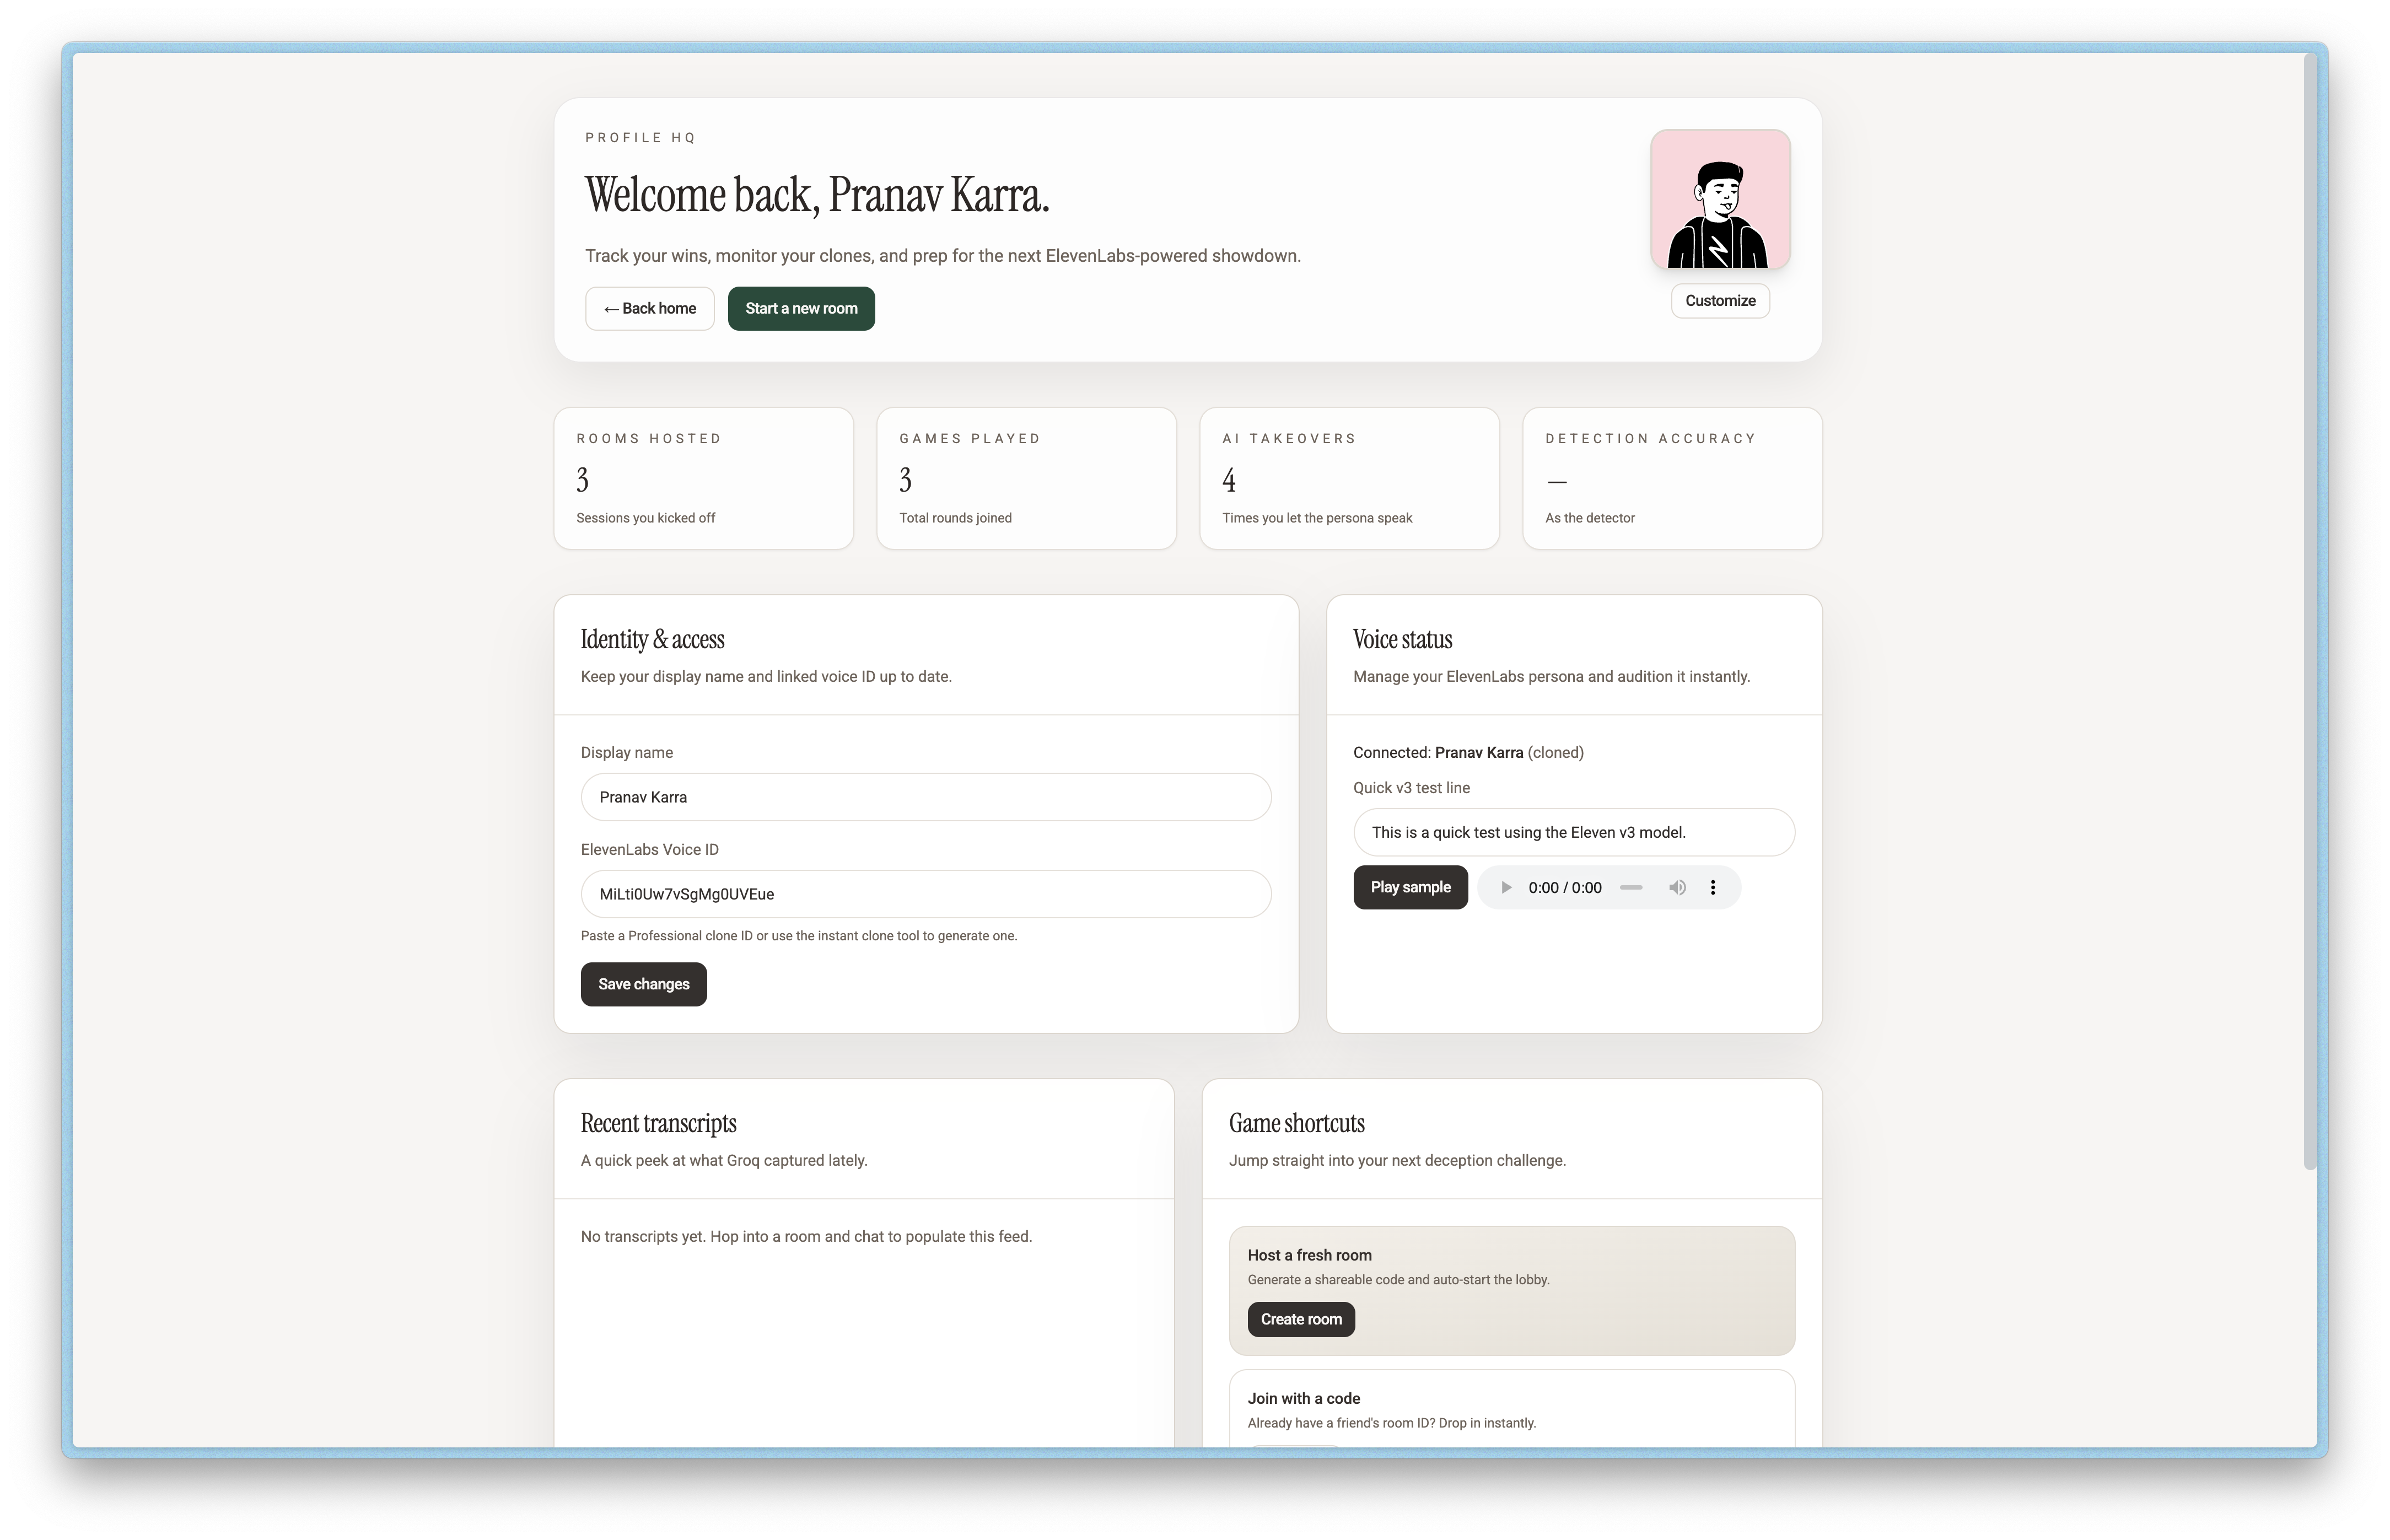 PROFILE HQ
Welcome back, Pranav Karra.
Track your wins, monitor your clones, and prep for the next ElevenLabs-powered showdown.
← Back home
Start a new room
Customize
ROOMS HOSTED
3
Sessions you kicked off
GAMES PLAYED
3
Total rounds joined
AI TAKEOVERS
4
Times you let the persona speak
DETECTION ACCURACY
—
As the detector
Identity & access
Keep your display name and linked voice ID up to date.
Display name
Pranav Karra
ElevenLabs Voice ID
MiLti0Uw7vSgMg0UVEue
Paste a Professional clone ID or use the instant clone tool to generate one.
Save changes
Voice status
Manage your ElevenLabs persona and audition it instantly.
Connected: Pranav Karra (cloned)
Quick v3 test line
This is a quick test using the Eleven v3 model.
Play sample
0:00 / 0:00
Recent transcripts
A quick peek at what Groq captured lately.
No transcripts yet. Hop into a room and chat to populate this feed.
Game shortcuts
Jump straight into your next deception challenge.
Host a fresh room
Generate a shareable code and auto-start the lobby.
Create room
Join with a code
Already have a friend's room ID? Drop in instantly.